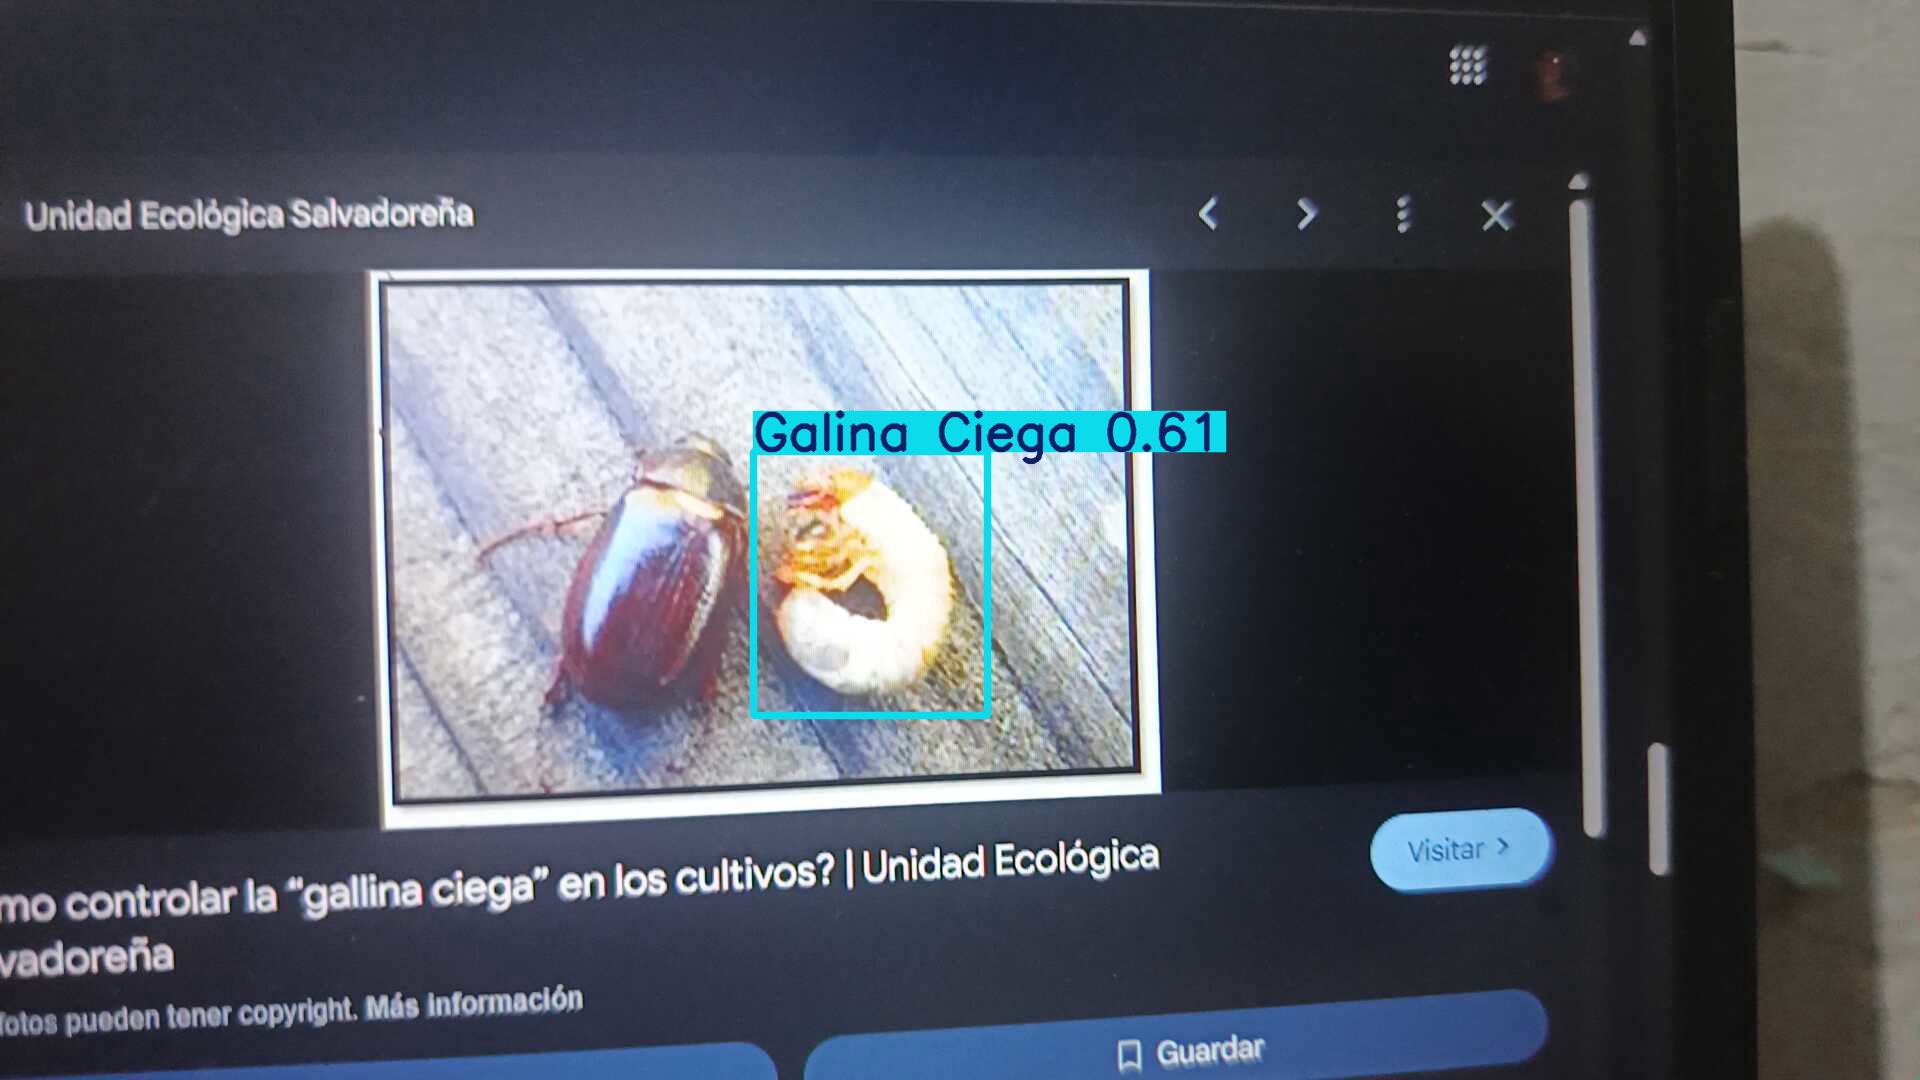 Unidad Ecológica Salvadoreña
Galina Ciega 0.61
mo controlar la “gallina ciega” en los cultivos? | Unidad Ecológica
vadoreña
Visitar
fotos pueden tener copyright. Más información
Guardar